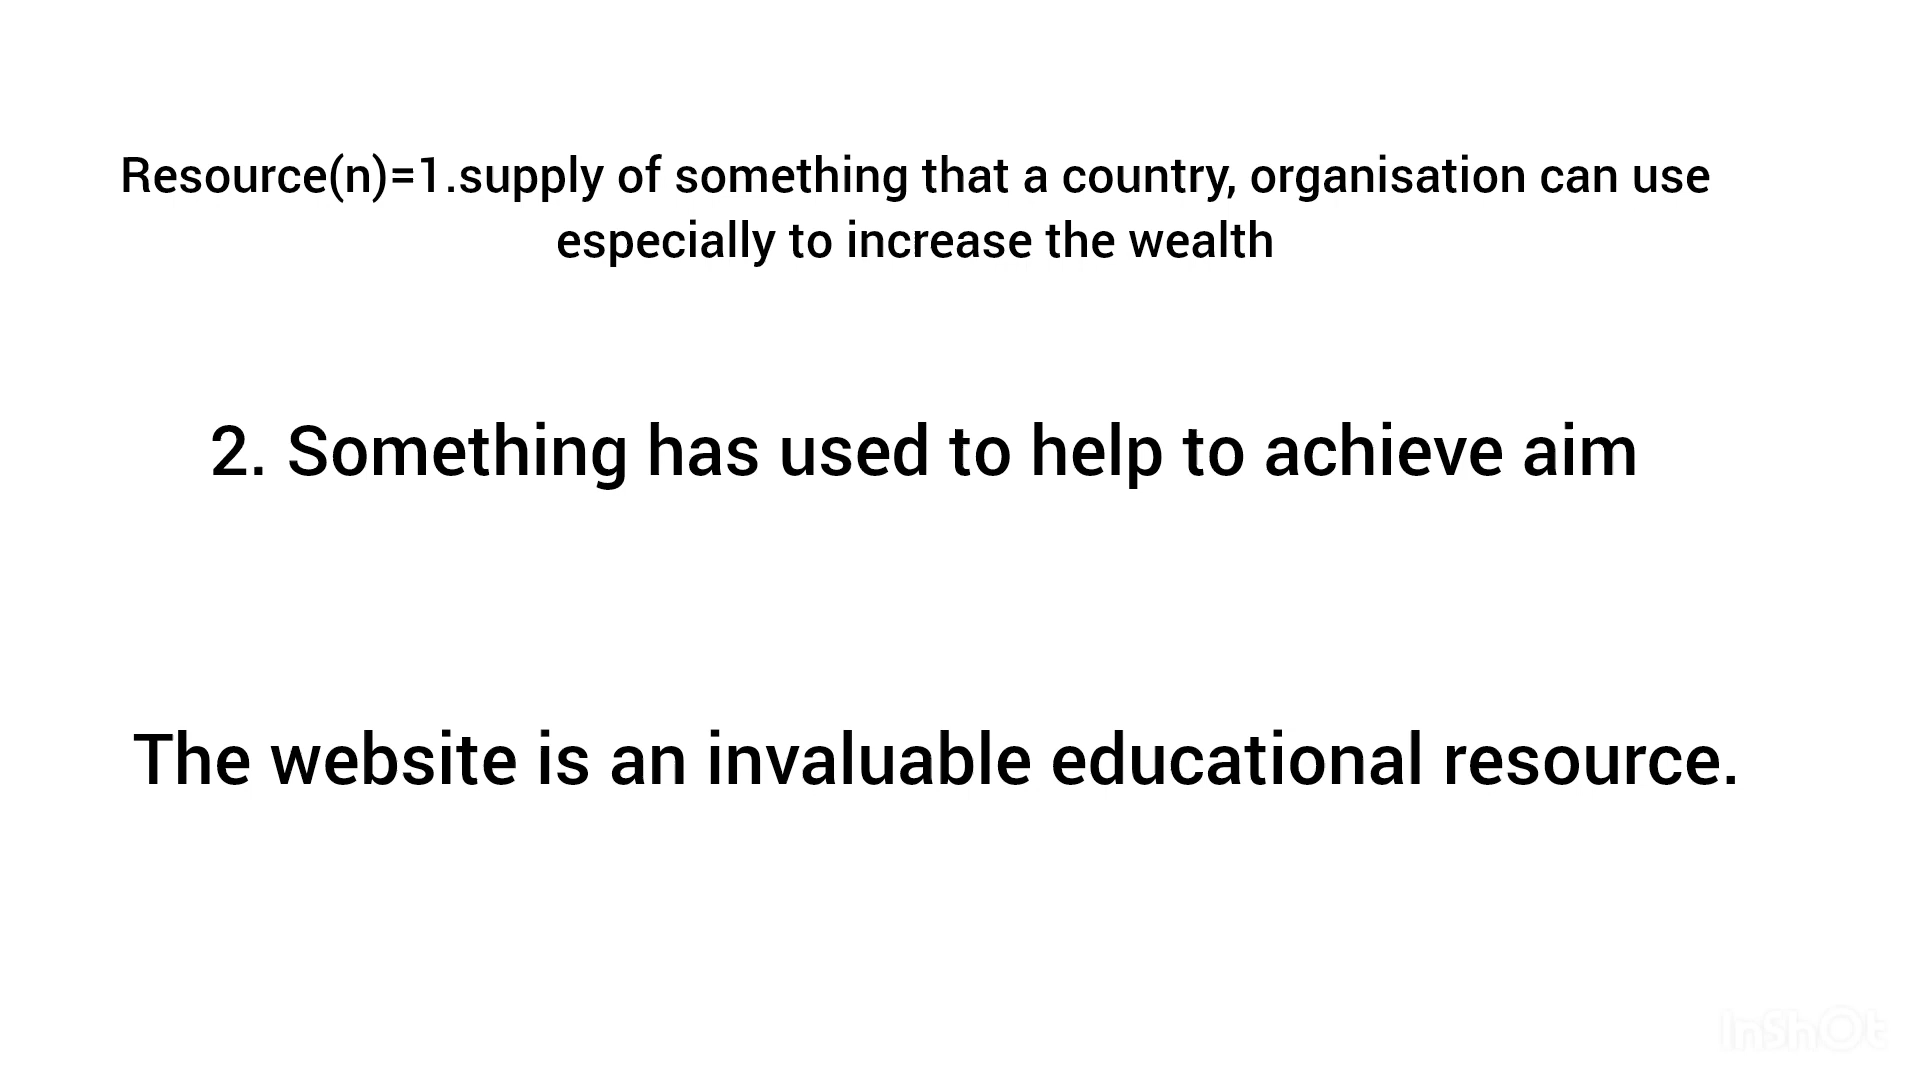 Resource(n)=1.supply of something that a country, organisation can use
especially to increase the wealth
2. Something has used to help to achieve aim
The website is an invaluable educational resource.
InShOt